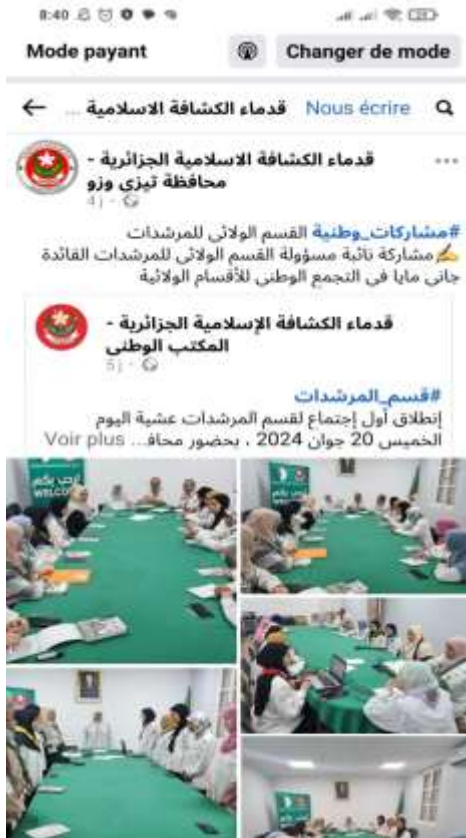 8:40
Mode payant
Changer de mode
قدماء الكشافة الاسلامية ...
Nous écrire
قدماء الكشافة الاسلامية الجزائرية -
محافظة تيزي وزو
4 j
#مشاركات_وطنية القسم الولائي للمرشدات
✍️مشاركة نائبة مسؤولة القسم الولائي للمرشدات القائدة
جاني مايا في التجمع الوطني للأقسام الولائية
قدماء الكشافة الإسلامية الجزائرية -
المكتب الوطني
5 j
#قسم_المرشدات
إنطلاق أول إجتماع لقسم المرشدات عشية اليوم
الخميس 20 جوان 2024 ، بحضور محاف... Voir plus
نرحب بكم
WELCOME